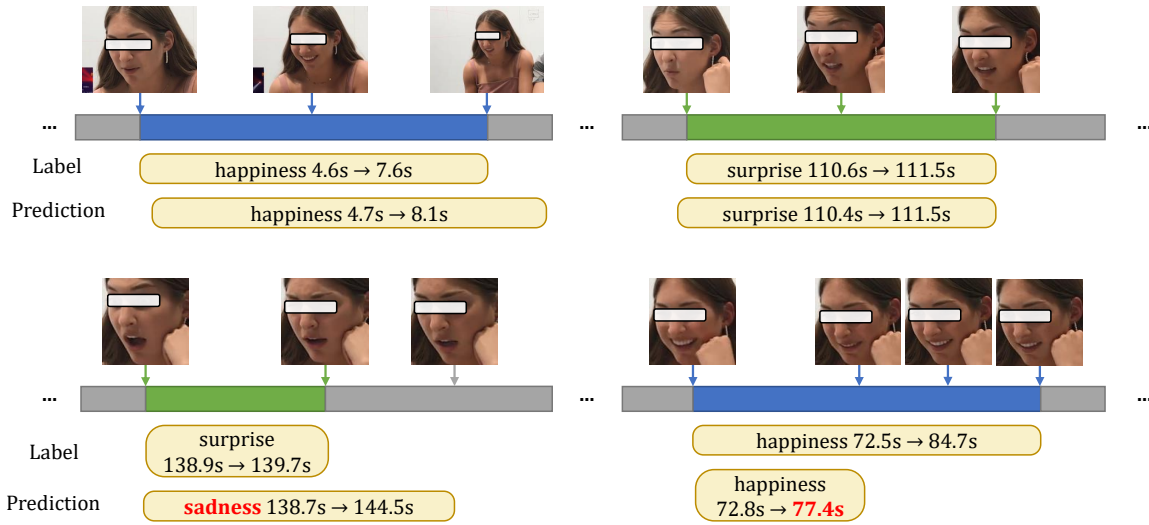 ... ... ...
Label
happiness 4.6s → 7.6s
surprise 110.6s → 111.5s
Prediction
happiness 4.7s → 8.1s
surprise 110.4s → 111.5s
... ... ...
Label
surprise
138.9s → 139.7s
happiness 72.5s → 84.7s
Prediction
sadness 138.7s → 144.5s
happiness
72.8s → 77.4s